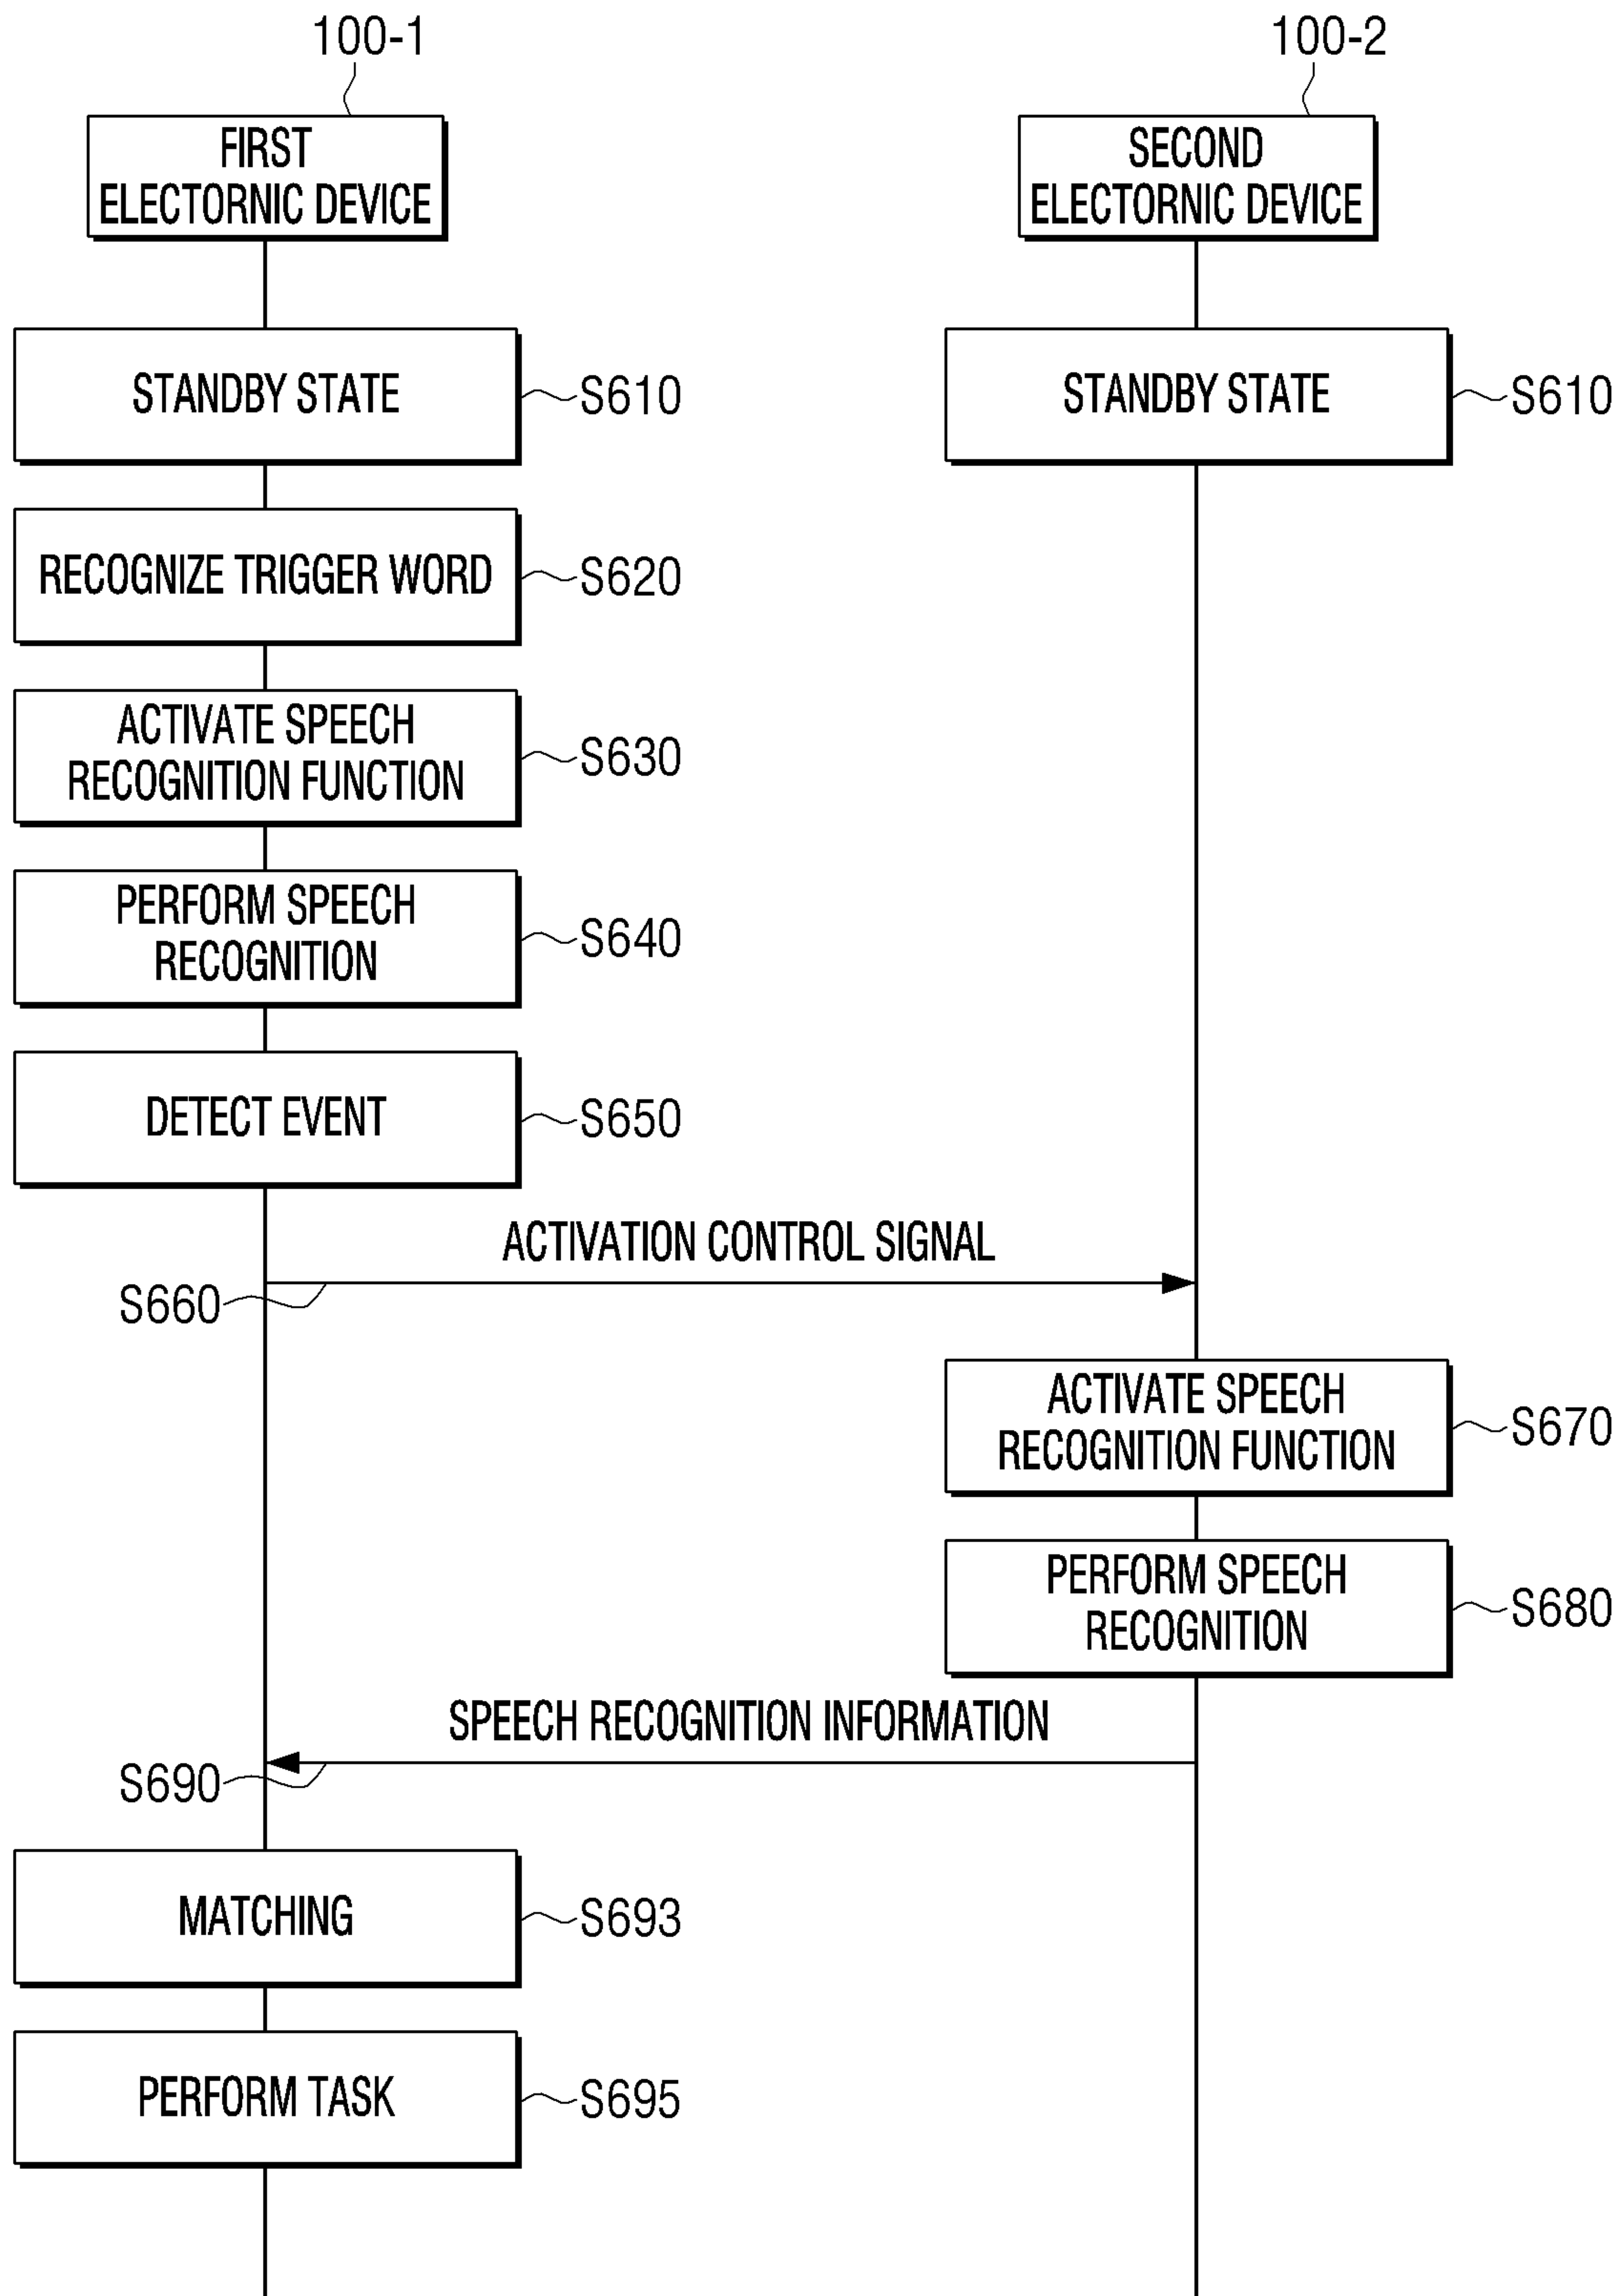 100-1
100-2
FIRST
ELECTORNIC DEVICE
SECOND
ELECTORNIC DEVICE
STANDBY STATE
S610
STANDBY STATE
S610
RECOGNIZE TRIGGER WORD
S620
ACTIVATE SPEECH
RECOGNITION FUNCTION
S630
PERFORM SPEECH
RECOGNITION
S640
DETECT EVENT
S650
ACTIVATION CONTROL SIGNAL
S660
ACTIVATE SPEECH
RECOGNITION FUNCTION
S670
PERFORM SPEECH
RECOGNITION
S680
SPEECH RECOGNITION INFORMATION
S690
MATCHING
S693
PERFORM TASK
S695